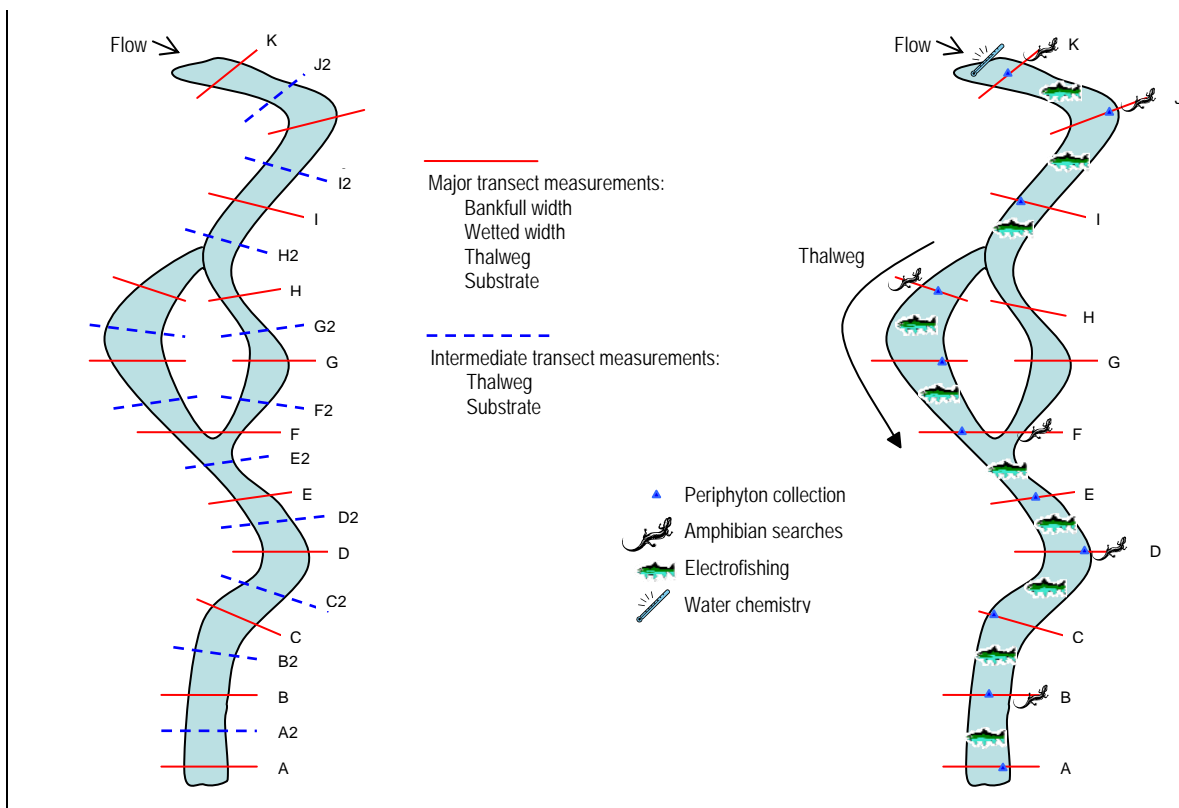 Flow
K
J2
I2
I
H2
H
G2
G
F2
F
E2
E
D2
D
C2
C
B2
B
A2
A
Major transect measurements:
Bankfull width
Wetted width
Thalweg
Substrate
Intermediate transect measurements:
Thalweg
Substrate
Periphyton collection
Amphibian searches
Electrofishing
Water chemistry
Flow
K
I
Thalweg
H
G
F
E
D
C
B
A